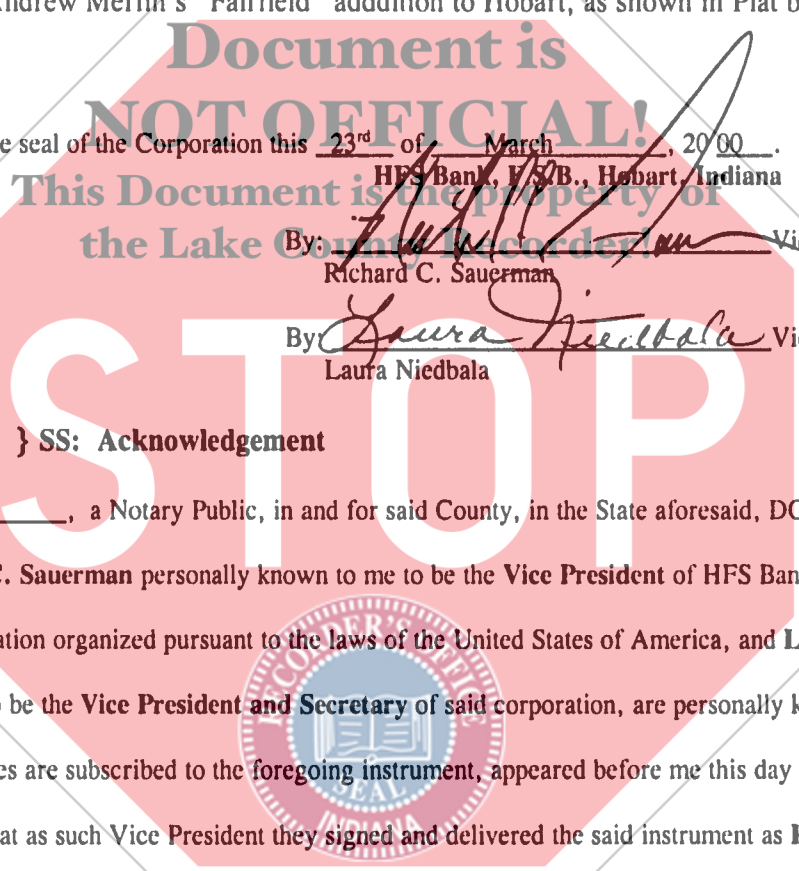 Andrew Merlin's "Fairfield" adddition to Hobart, as shown in Plat b
Document is
NOT OFFICIAL!
e seal of the Corporation this 23rd of March, 2000.
HFS Bank, F.S.B., Hobart, Indiana
This Document is the property of
the Lake County Recorder!
By: Vi
Richard C. Sauerman
By: Laura Niedbala Vi
Laura Niedbala
STOP
} SS: Acknowledgement
, a Notary Public, in and for said County, in the State aforesaid, DO
C. Sauerman personally known to me to be the Vice President of HFS Ban
ation organized pursuant to the laws of the United States of America, and L
o be the Vice President and Secretary of said corporation, are personally k
es are subscribed to the foregoing instrument, appeared before me this day
at as such Vice President they signed and delivered the said instrument as
RECORDER'S OFFICE
SEAL
INDIANA